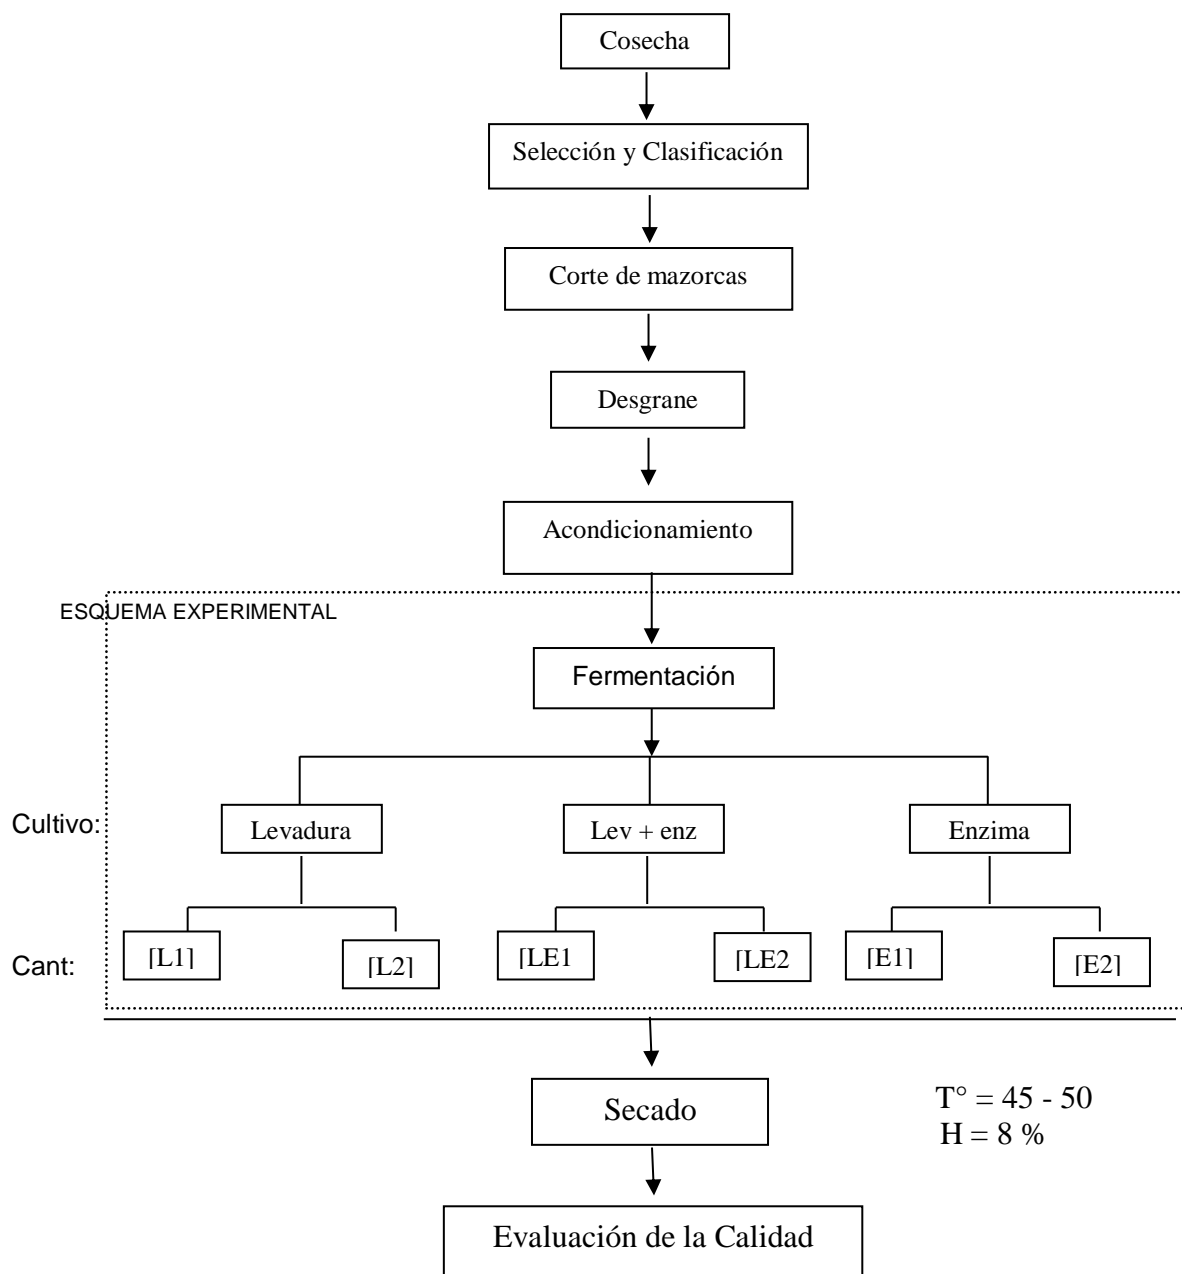 Cosecha
Selección y Clasificación
Corte de mazorcas
Desgrane
Acondicionamiento
ESQUEMA EXPERIMENTAL
Fermentación
Cultivo:
Levadura
Lev + enz
Enzima
Cant:
[L1]
[L2]
[LE1
[LE2
[E1]
[E2]
Secado
T° = 45 - 50
H = 8 %
Evaluación de la Calidad